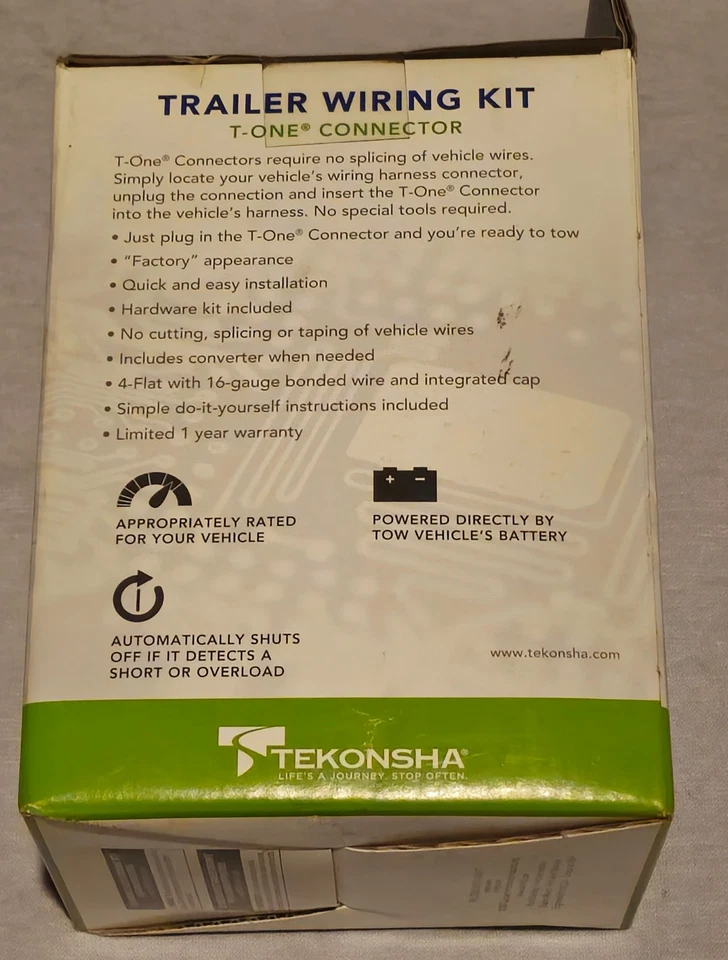 TRAILER WIRING KIT
T-ONE® CONNECTOR
T-One® Connectors require no splicing of vehicle wires.
Simply locate your vehicle's wiring harness connector,
unplug the connection and insert the T-One® Connector
into the vehicle's harness. No special tools required.
• Just plug in the T-One® Connector and you're ready to tow
• "Factory" appearance
• Quick and easy installation
• Hardware kit included
• No cutting, splicing or taping of vehicle wires
• Includes converter when needed
• 4-Flat with 16-gauge bonded wire and integrated cap
• Simple do-it-yourself instructions included
• Limited 1 year warranty
APPROPRIATELY RATED
FOR YOUR VEHICLE
POWERED DIRECTLY BY
TOW VEHICLE'S BATTERY
AUTOMATICALLY SHUTS
OFF IF IT DETECTS A
SHORT OR OVERLOAD
www.tekonsha.com
TEKONSHA®
LIFE'S A JOURNEY. STOP OFTEN.